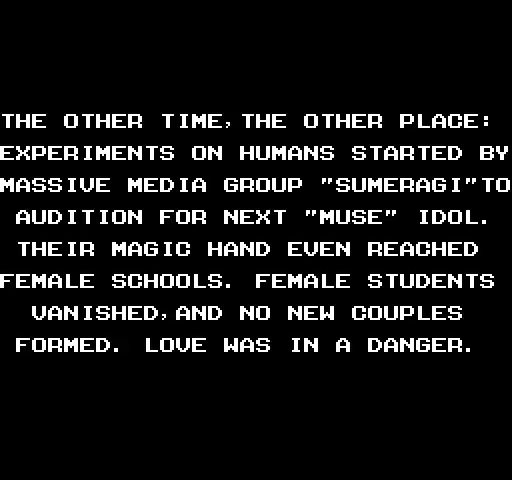 THE OTHER TIME,THE OTHER PLACE:
EXPERIMENTS ON HUMANS STARTED BY
MASSIVE MEDIA GROUP "SUMERAGI"TO
AUDITION FOR NEXT "MUSE" IDOL.
THEIR MAGIC HAND EVEN REACHED
FEMALE SCHOOLS. FEMALE STUDENTS
VANISHED,AND NO NEW COUPLES
FORMED. LOVE WAS IN A DANGER.